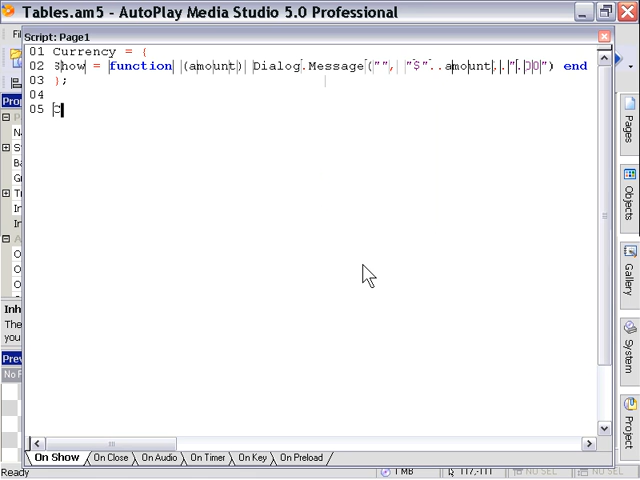 Tables.am5 - AutoPlay Media Studio 5.0 Professional
Script: Page1
01 Currency = {
02 Show = function (amount) Dialog.Message("", "$"..amount..".00") end
03 };
04
05 C
Pages
Objects
Gallery
System
Project
On Show On Close On Audio On Timer On Key On Preload
Ready 1 MB 117,-111 NO SEL NO SEL